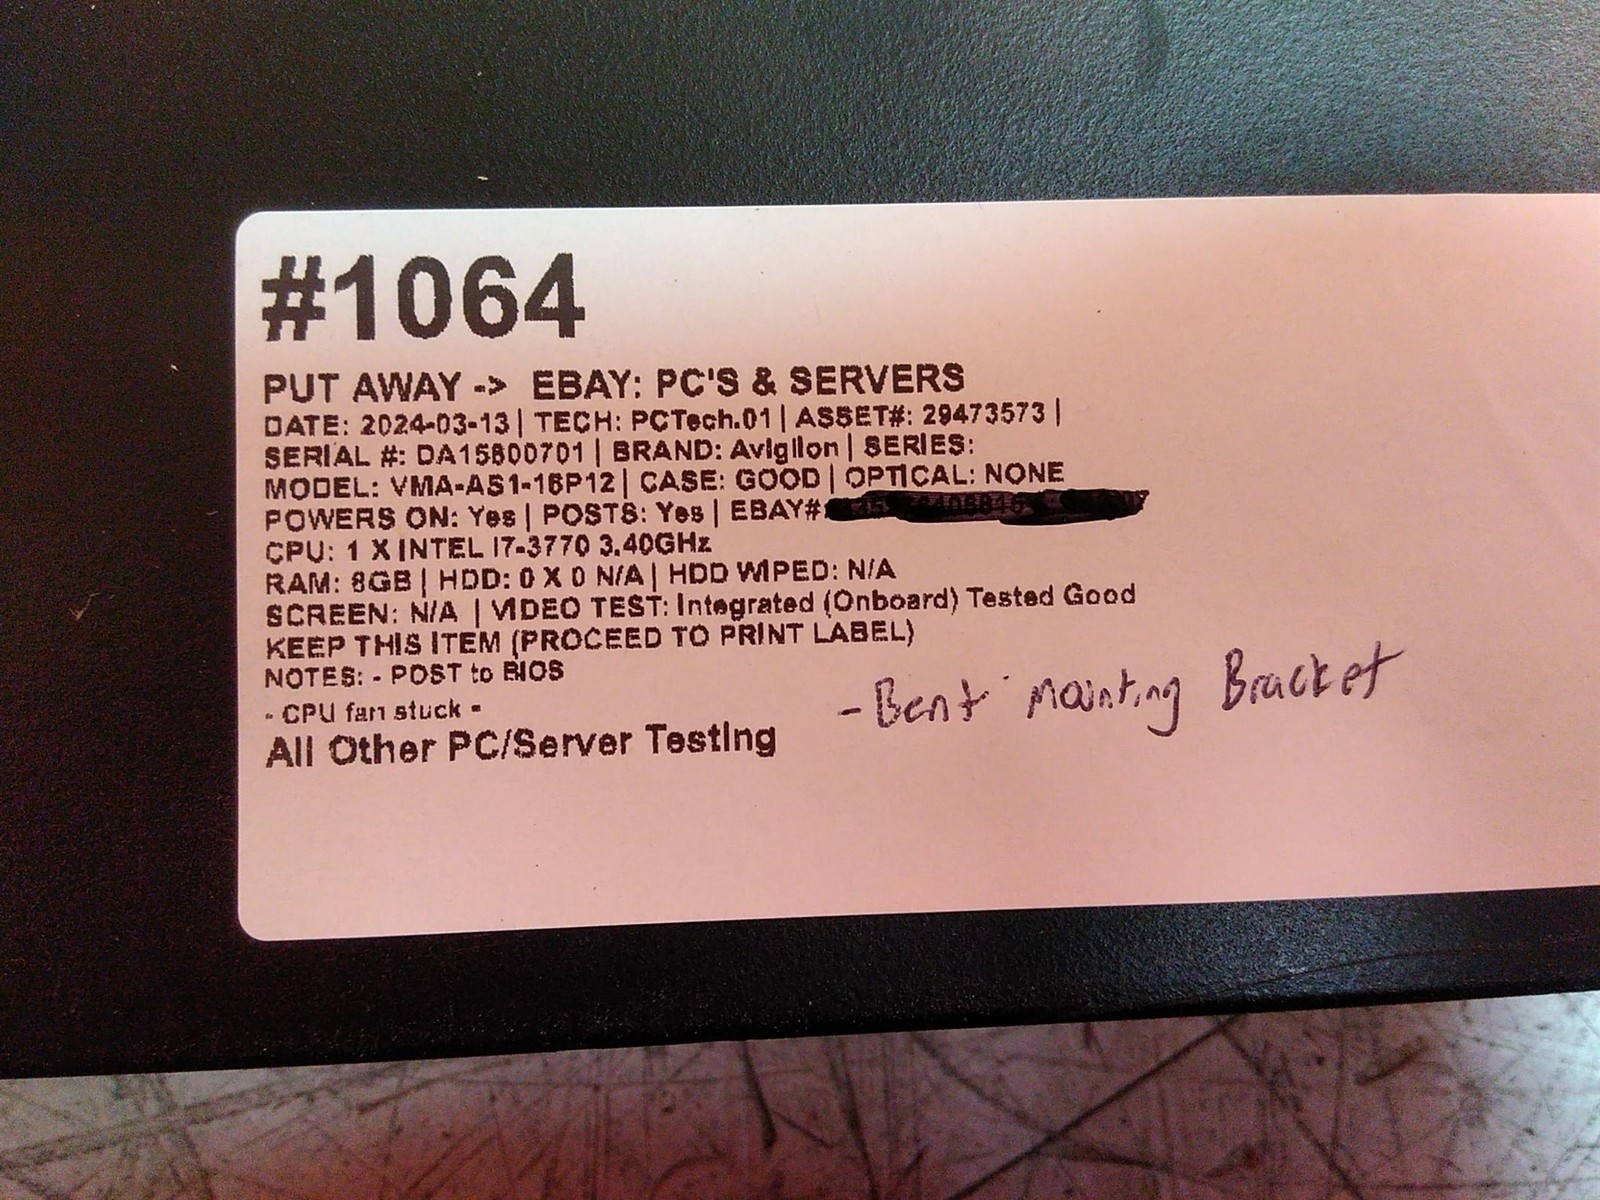 #1064
PUT AWAY -> EBAY: PC'S & SERVERS
DATE: 2024-03-13 | TECH: PCTech.01 | ASSET#: 29473573 |
SERIAL #: DA15800701 | BRAND: Avigilon | SERIES:
MODEL: VMA-AS1-16P12 | CASE: GOOD | OPTICAL: NONE
POWERS ON: Yes | POSTS: Yes | EBAY#:
CPU: 1 X INTEL I7-3770 3.40GHz
RAM: 8GB | HDD: 0 X 0 N/A | HDD WIPED: N/A
SCREEN: N/A | VIDEO TEST: Integrated (Onboard) Tested Good
KEEP THIS ITEM (PROCEED TO PRINT LABEL)
NOTES: - POST to BIOS
- CPU fan stuck -
- Bent Mounting Bracket
All Other PC/Server Testing